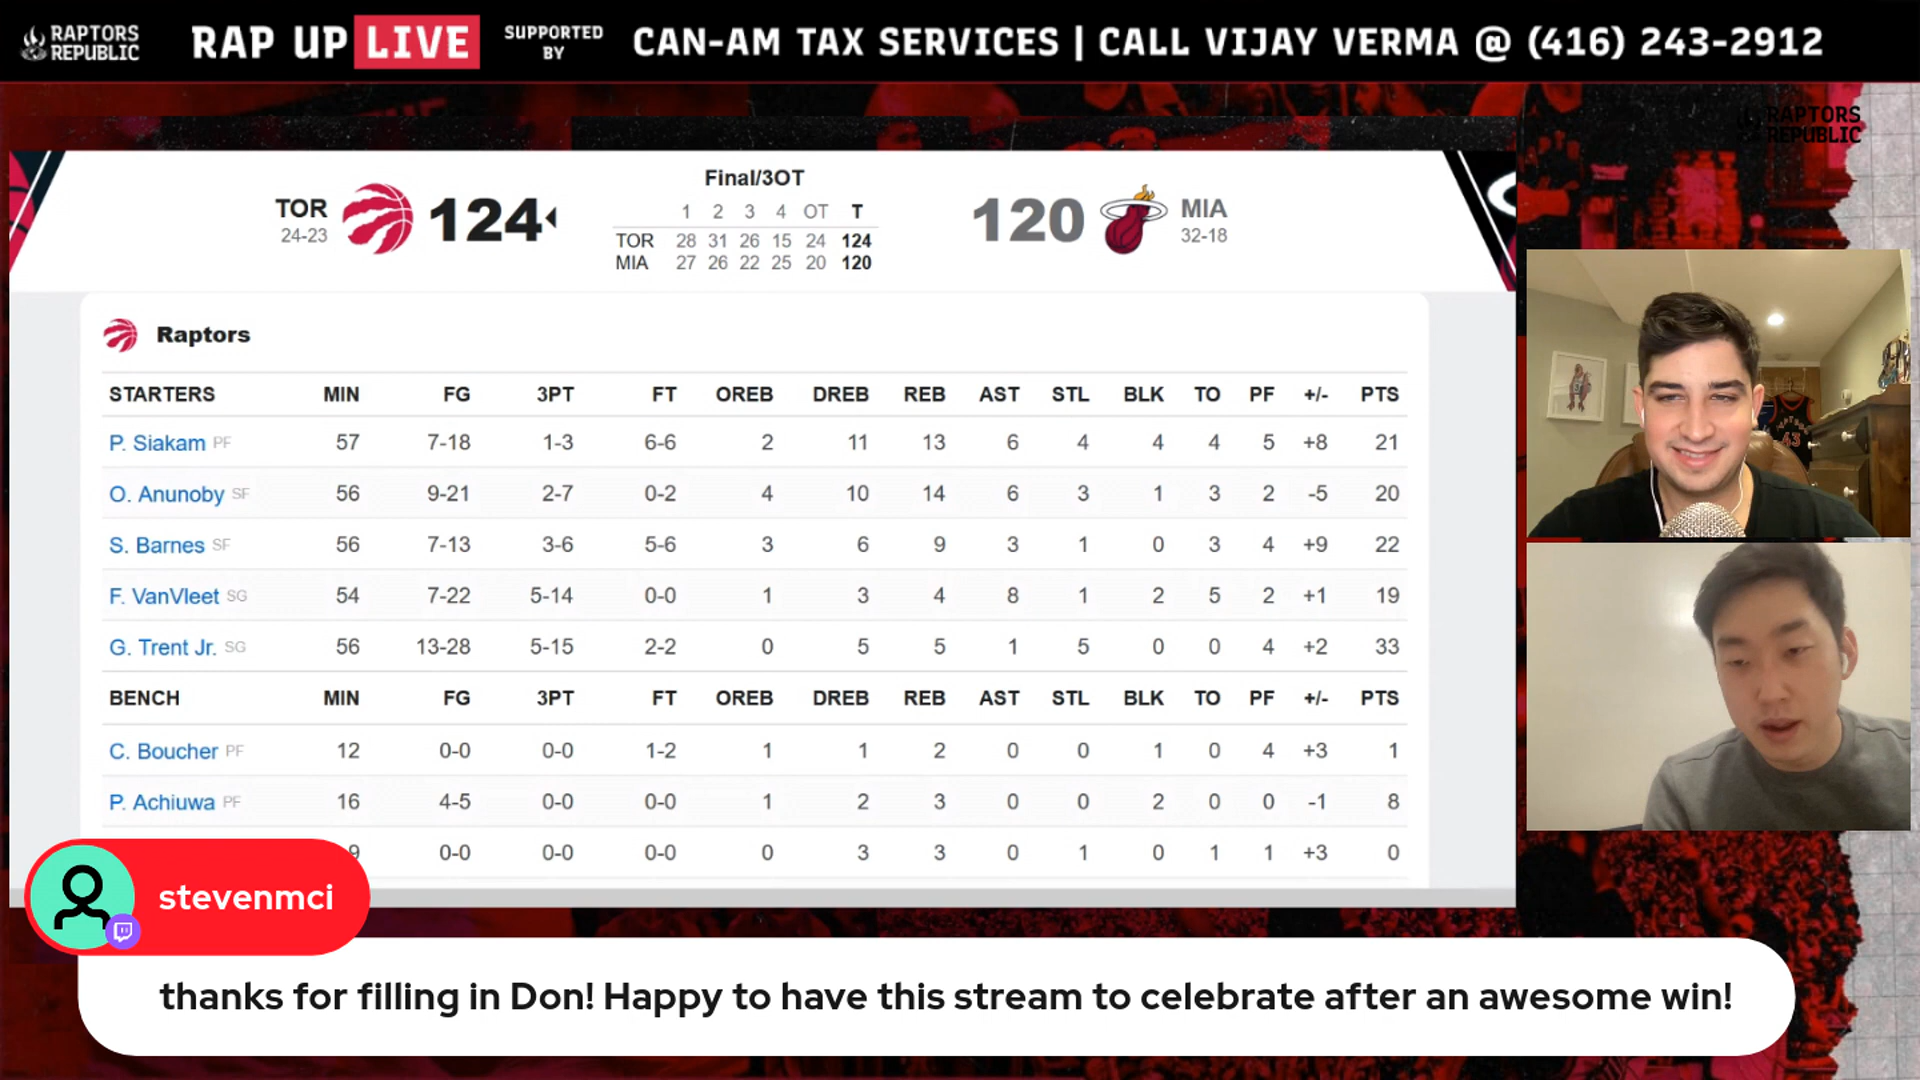 RAPTORS
REPUBLIC
RAP UP LIVE
SUPPORTED
BY
CAN-AM TAX SERVICES | CALL VIJAY VERMA @ (416) 243-2912
RAPTORS
REPUBLIC
TOR
24-23
124
Final/3OT
1 2 3 4 OT T
TOR 28 31 26 15 24 124
MIA 27 26 22 25 20 120
120
MIA
32-18
Raptors
STARTERS MIN FG 3PT FT OREB DREB REB AST STL BLK TO PF +/- PTS
P. Siakam PF 57 7-18 1-3 6-6 2 11 13 6 4 4 4 5 +8 21
O. Anunoby SF 56 9-21 2-7 0-2 4 10 14 6 3 1 3 2 -5 20
S. Barnes SF 56 7-13 3-6 5-6 3 6 9 3 1 0 3 4 +9 22
F. VanVleet SG 54 7-22 5-14 0-0 1 3 4 8 1 2 5 2 +1 19
G. Trent Jr. SG 56 13-28 5-15 2-2 0 5 5 1 5 0 0 4 +2 33
BENCH MIN FG 3PT FT OREB DREB REB AST STL BLK TO PF +/- PTS
C. Boucher PF 12 0-0 0-0 1-2 1 1 2 0 0 1 0 4 +3 1
P. Achiuwa PF 16 4-5 0-0 0-0 1 2 3 0 0 2 0 0 -1 8
9 0-0 0-0 0-0 0 3 3 0 1 0 1 1 +3 0
stevenmci
thanks for filling in Don! Happy to have this stream to celebrate after an awesome win!